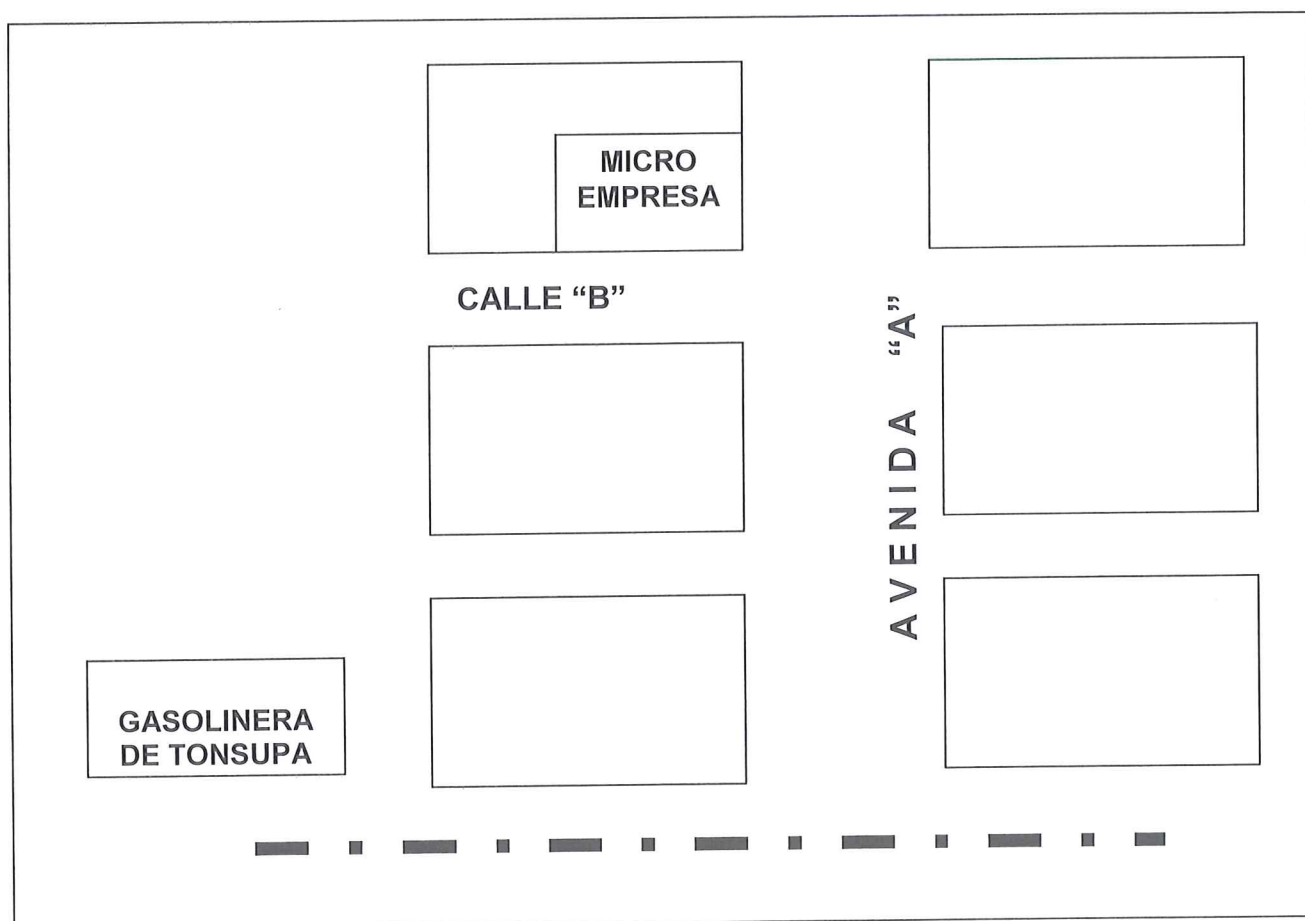 MICRO
EMPRESA
CALLE “B”
AVENIDA “A”
GASOLINERA
DE TONSUPA